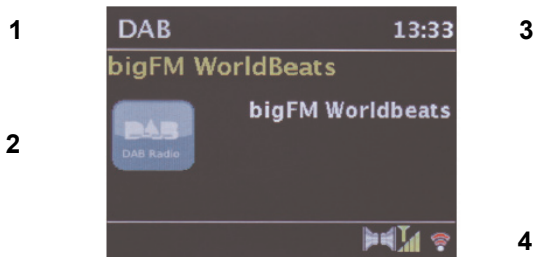 1 DAB 13:33 3
bigFM WorldBeats
bigFM Worldbeats
DAB
2 DAB Radio
4